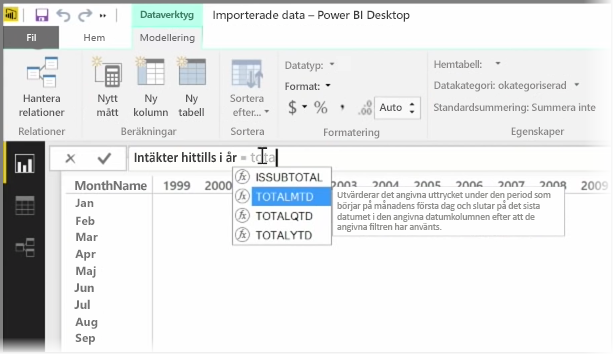 Dataverktyg Importerade data – Power BI Desktop
Fil Hem Modellering
Hantera relationer
Relationer
Nytt mått
Ny kolumn
Ny tabell
Beräkningar
Sortera efter...
Sortera
Datatyp:
Format:
$ % , .00 Auto
Formatering
Hemtabell:
Datakategori: okategoriserad
Standardsummering: Summera inte
Egenskaper
Intäkter hittills i år = tota
MonthName 1999 2000 2003 2004 2005 2006 2007 2008 2009
ISSUBTOTAL
TOTALMTD
TOTALQTD
TOTALYTD
Utvärderar det angivna uttrycket under den period som
börjar på månadens första dag och slutar på det sista
datumet i den angivna datumkolumnen efter att de
angivna filtren har använts.
Jan
Feb
Mar
Apr
Maj
Jun
Jul
Aug
Sep